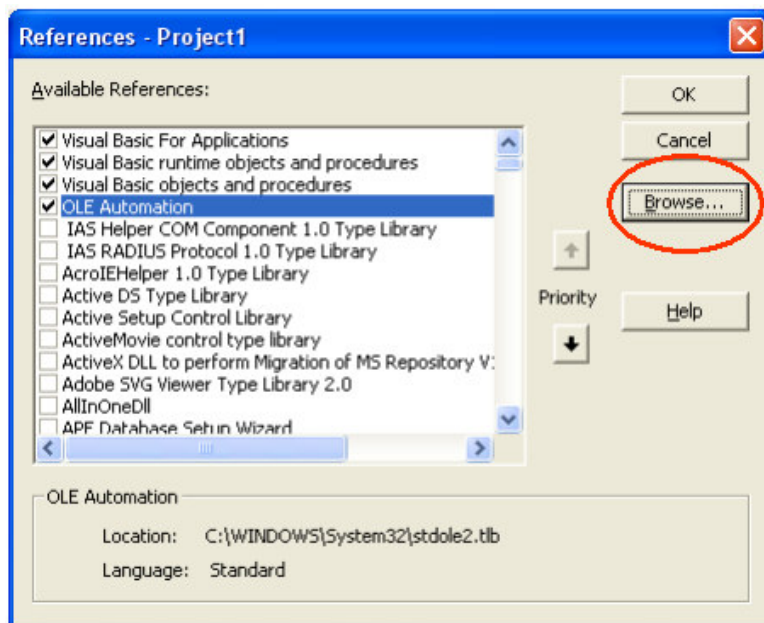 References - Project1
Available References:
OK
Cancel
Browse...
Help
Visual Basic For Applications
Visual Basic runtime objects and procedures
Visual Basic objects and procedures
OLE Automation
IAS Helper COM Component 1.0 Type Library
IAS RADIUS Protocol 1.0 Type Library
AcroIEHelper 1.0 Type Library
Active DS Type Library
Active Setup Control Library
ActiveMovie control type library
ActiveX DLL to perform Migration of MS Repository V
Adobe SVG Viewer Type Library 2.0
AllInOneDll
APE Database Setup Wizard
Priority
OLE Automation
Location: C:\WINDOWS\System32\stdole2.tlb
Language: Standard